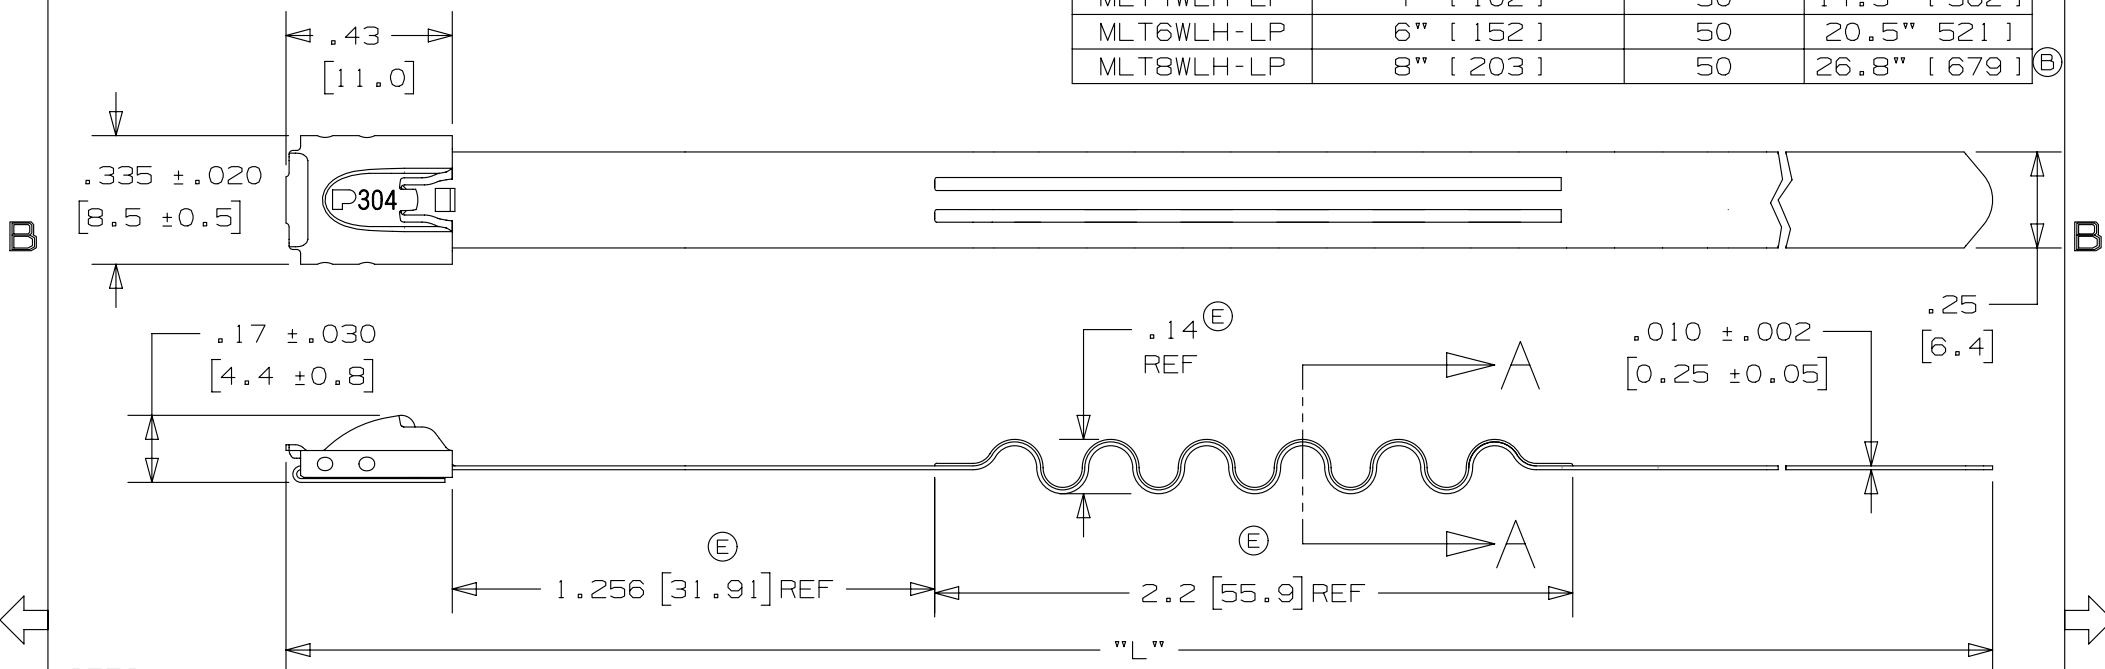 MLT6WLH-LP 6" [ 152 ] 50 20.5" 521 ]
MLT8WLH-LP 8" [ 203 ] 50 26.8" [ 679 ] B
.43
[11.0]
.335 ±.020
[8.5 ±0.5]
P304
B
B
.25
[6.4]
.17 ±.030
[4.4 ±0.8]
.14 E
REF
A
.010 ±.002
[0.25 ±0.05]
A
E
1.256 [31.91] REF
E
2.2 [55.9] REF
"L"